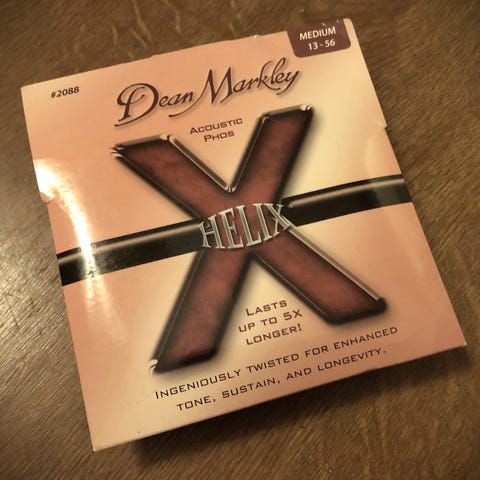 MEDIUM
13 - 56
#2088
Dean Markley
ACOUSTIC
PHOS
HELIX
LASTS
UP TO 5X
LONGER!
INGENIOUSLY TWISTED FOR ENHANCED
TONE, SUSTAIN, AND LONGEVITY.